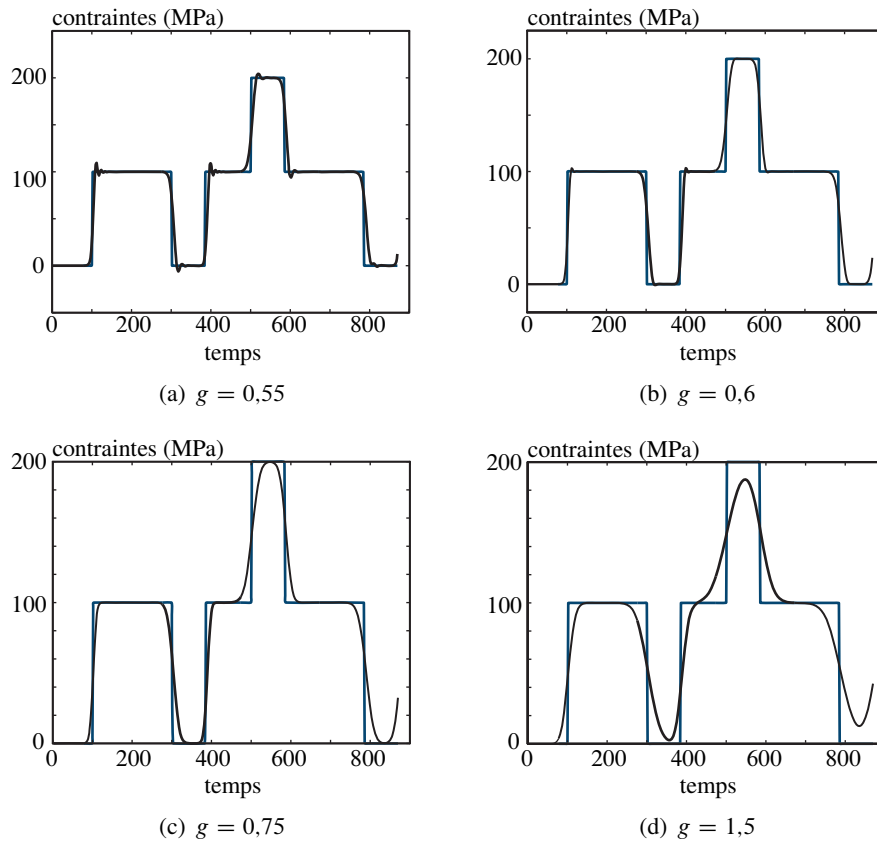 contraintes (MPa)
200
100
0
0 200 400 600 800
temps
(a) g = 0,55
contraintes (MPa)
200
100
0
0 200 400 600 800
temps
(b) g = 0,6
contraintes (MPa)
200
100
0
0 200 400 600 800
temps
(c) g = 0,75
contraintes (MPa)
200
100
0
0 200 400 600 800
temps
(d) g = 1,5